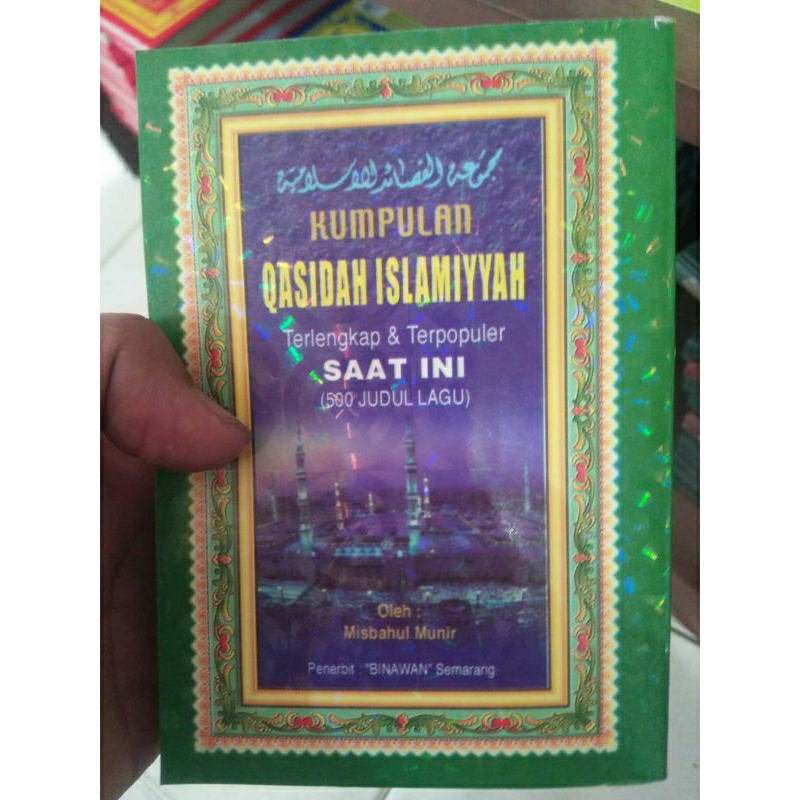 مجموعة القصائد الاسلامية
KUMPULAN
QASIDAH ISLAMIYYAH
Terlengkap & Terpopuler
SAAT INI
(500 JUDUL LAGU)
Oleh :
Misbahul Munir
Penerbit : "BINAWAN" Semarang